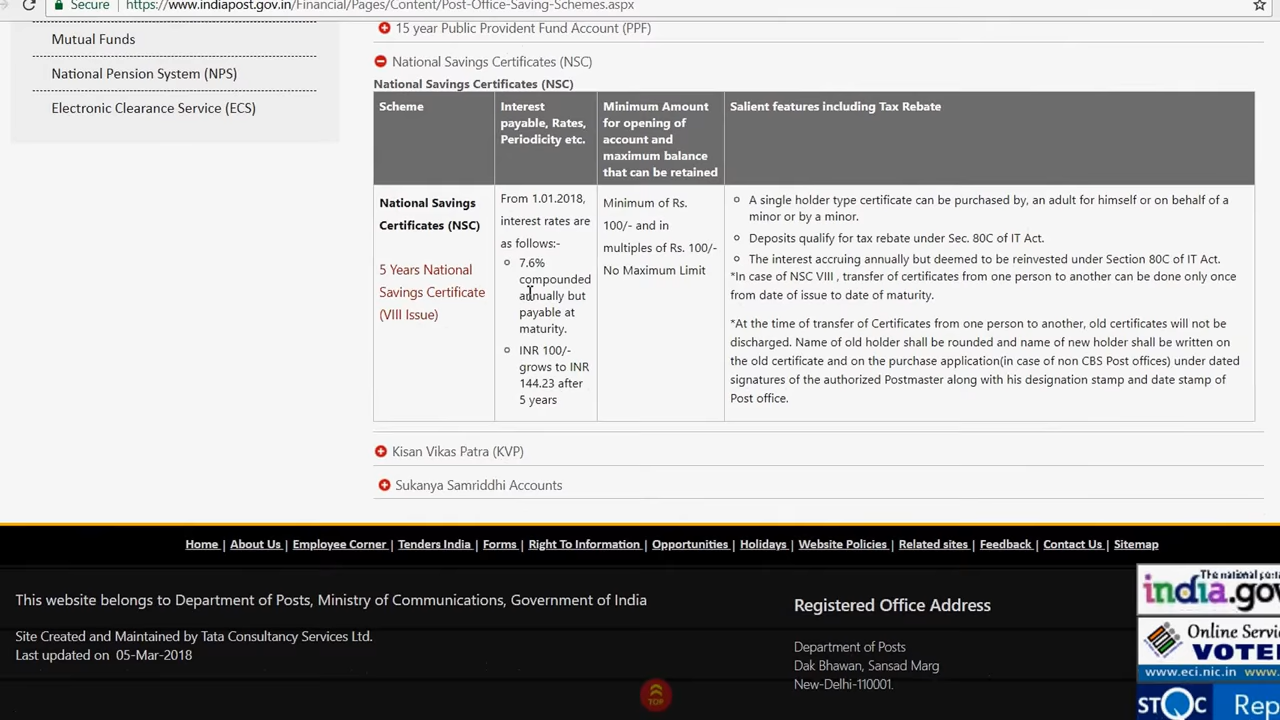 Secure
https://www.indiapost.gov.in/Financial/Pages/Content/Post-Office-Saving-Schemes.aspx
Mutual Funds
National Pension System (NPS)
Electronic Clearance Service (ECS)
15 year Public Provident Fund Account (PPF)
National Savings Certificates (NSC)
National Savings Certificates (NSC)
Scheme
Interest
payable, Rates,
Periodicity etc.
Minimum Amount
for opening of
account and
maximum balance
that can be retained
Salient features including Tax Rebate
National Savings
Certificates (NSC)
5 Years National
Savings Certificate
(VIII Issue)
From 1.01.2018,
interest rates are
as follows:-
7.6%
compounded
annually but
payable at
maturity.
INR 100/-
grows to INR
144.23 after
5 years
Minimum of Rs.
100/- and in
multiples of Rs. 100/-
No Maximum Limit
A single holder type certificate can be purchased by, an adult for himself or on behalf of a
minor or by a minor.
Deposits qualify for tax rebate under Sec. 80C of IT Act.
The interest accruing annually but deemed to be reinvested under Section 80C of IT Act.
*In case of NSC VIII , transfer of certificates from one person to another can be done only once
from date of issue to date of maturity.
*At the time of transfer of Certificates from one person to another, old certificates will not be
discharged. Name of old holder shall be rounded and name of new holder shall be written on
the old certificate and on the purchase application(in case of non CBS Post offices) under dated
signatures of the authorized Postmaster along with his designation stamp and date stamp of
Post office.
Kisan Vikas Patra (KVP)
Sukanya Samriddhi Accounts
Home | About Us | Employee Corner | Tenders India | Forms | Right To Information | Opportunities | Holidays | Website Policies | Related sites | Feedback | Contact Us | Sitemap
This website belongs to Department of Posts, Ministry of Communications, Government of India
Site Created and Maintained by Tata Consultancy Services Ltd.
Last updated on 05-Mar-2018
Registered Office Address
Department of Posts
Dak Bhawan, Sansad Marg
New-Delhi-110001.
TOP
The national
india.gov
Online
VOTE
www.eci.nic.in www.
STQC